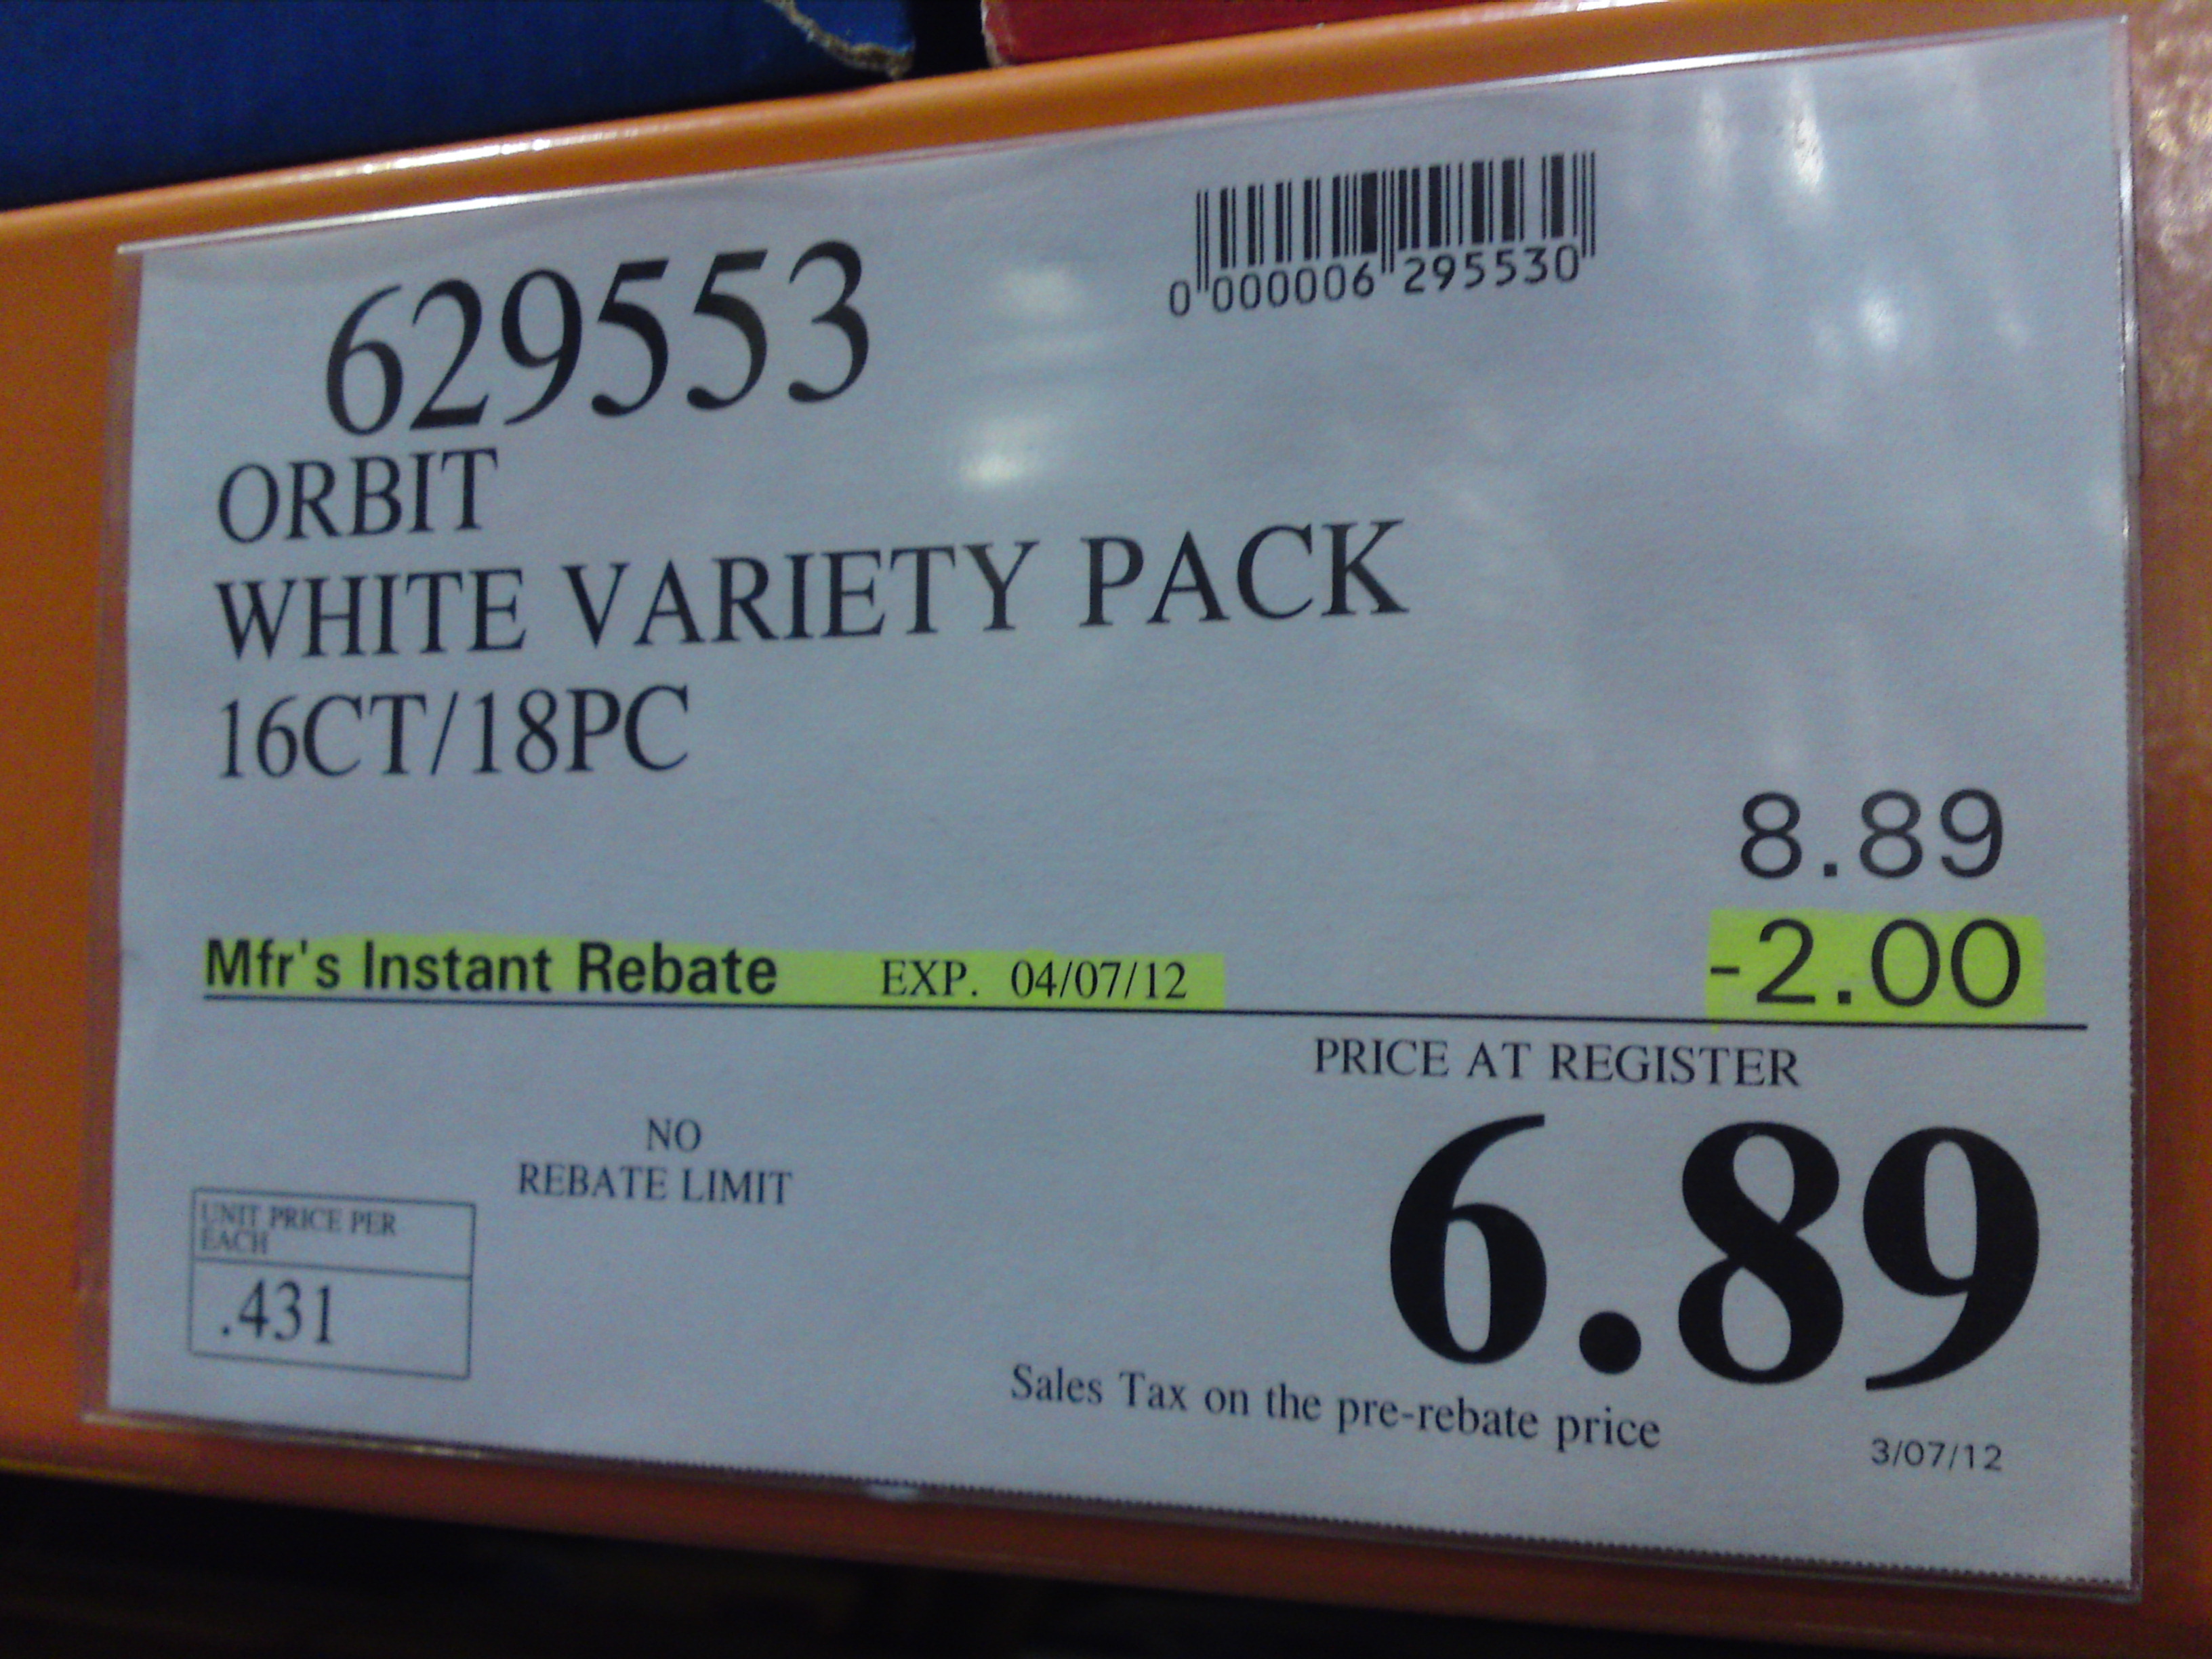 0 000006 295530
629553
ORBIT
WHITE VARIETY PACK
16CT/18PC
8.89
Mfr's Instant Rebate EXP. 04/07/12 -2.00
PRICE AT REGISTER
6.89
NO
REBATE LIMIT
UNIT PRICE PER
EACH
.431
Sales Tax on the pre-rebate price
3/07/12